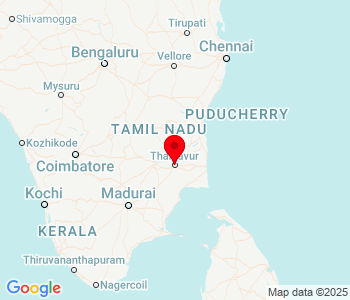 Shivamogga
Tirupati
Bengaluru
Chennai
Vellore
Mysuru
PUDUCHERRY
TAMIL NADU
Kozhikode
Coimbatore
Kochi
Madurai
KERALA
Thiruvananthapuram
Nagercoil
Google
Map data ©2025